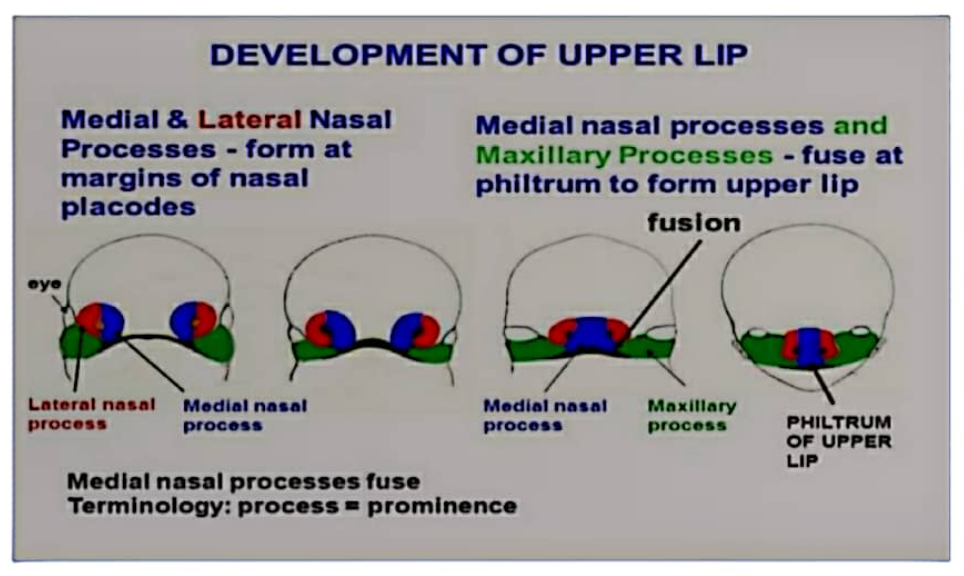 DEVELOPMENT OF UPPER LIP
Medial & Lateral Nasal
Processes - form at
margins of nasal
placodes
Medial nasal processes and
Maxillary Processes - fuse at
philtrum to form upper lip
fusion
eye
Lateral nasal
process
Medial nasal
process
Medial nasal
process
Maxillary
process
PHILTRUM
OF UPPER
LIP
Medial nasal processes fuse
Terminology: process = prominence